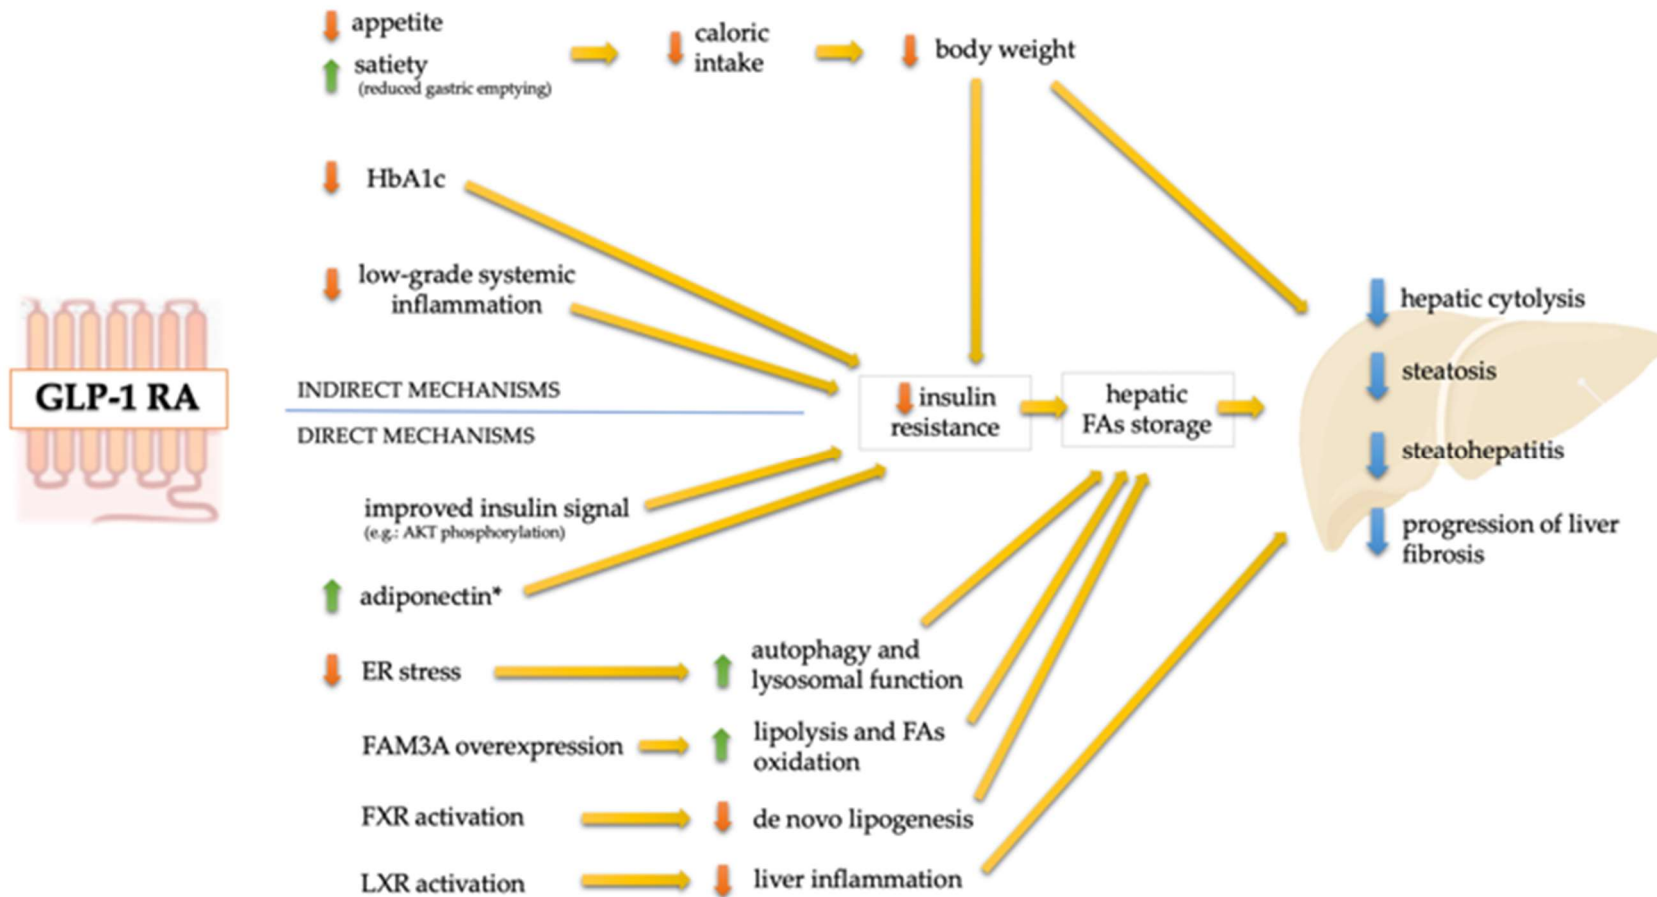 appetite
satiety
(reduced gastric emptying)
caloric
intake
body weight
HbA1c
low-grade systemic
inflammation
GLP-1 RA
INDIRECT MECHANISMS
DIRECT MECHANISMS
insulin
resistance
hepatic
FAs storage
hepatic cytolysis
steatosis
steatohepatitis
progression of liver
fibrosis
improved insulin signal
(e.g.: AKT phosphorylation)
adiponectin*
ER stress
autophagy and
lysosomal function
FAM3A overexpression
lipolysis and FAs
oxidation
FXR activation
de novo lipogenesis
LXR activation
liver inflammation